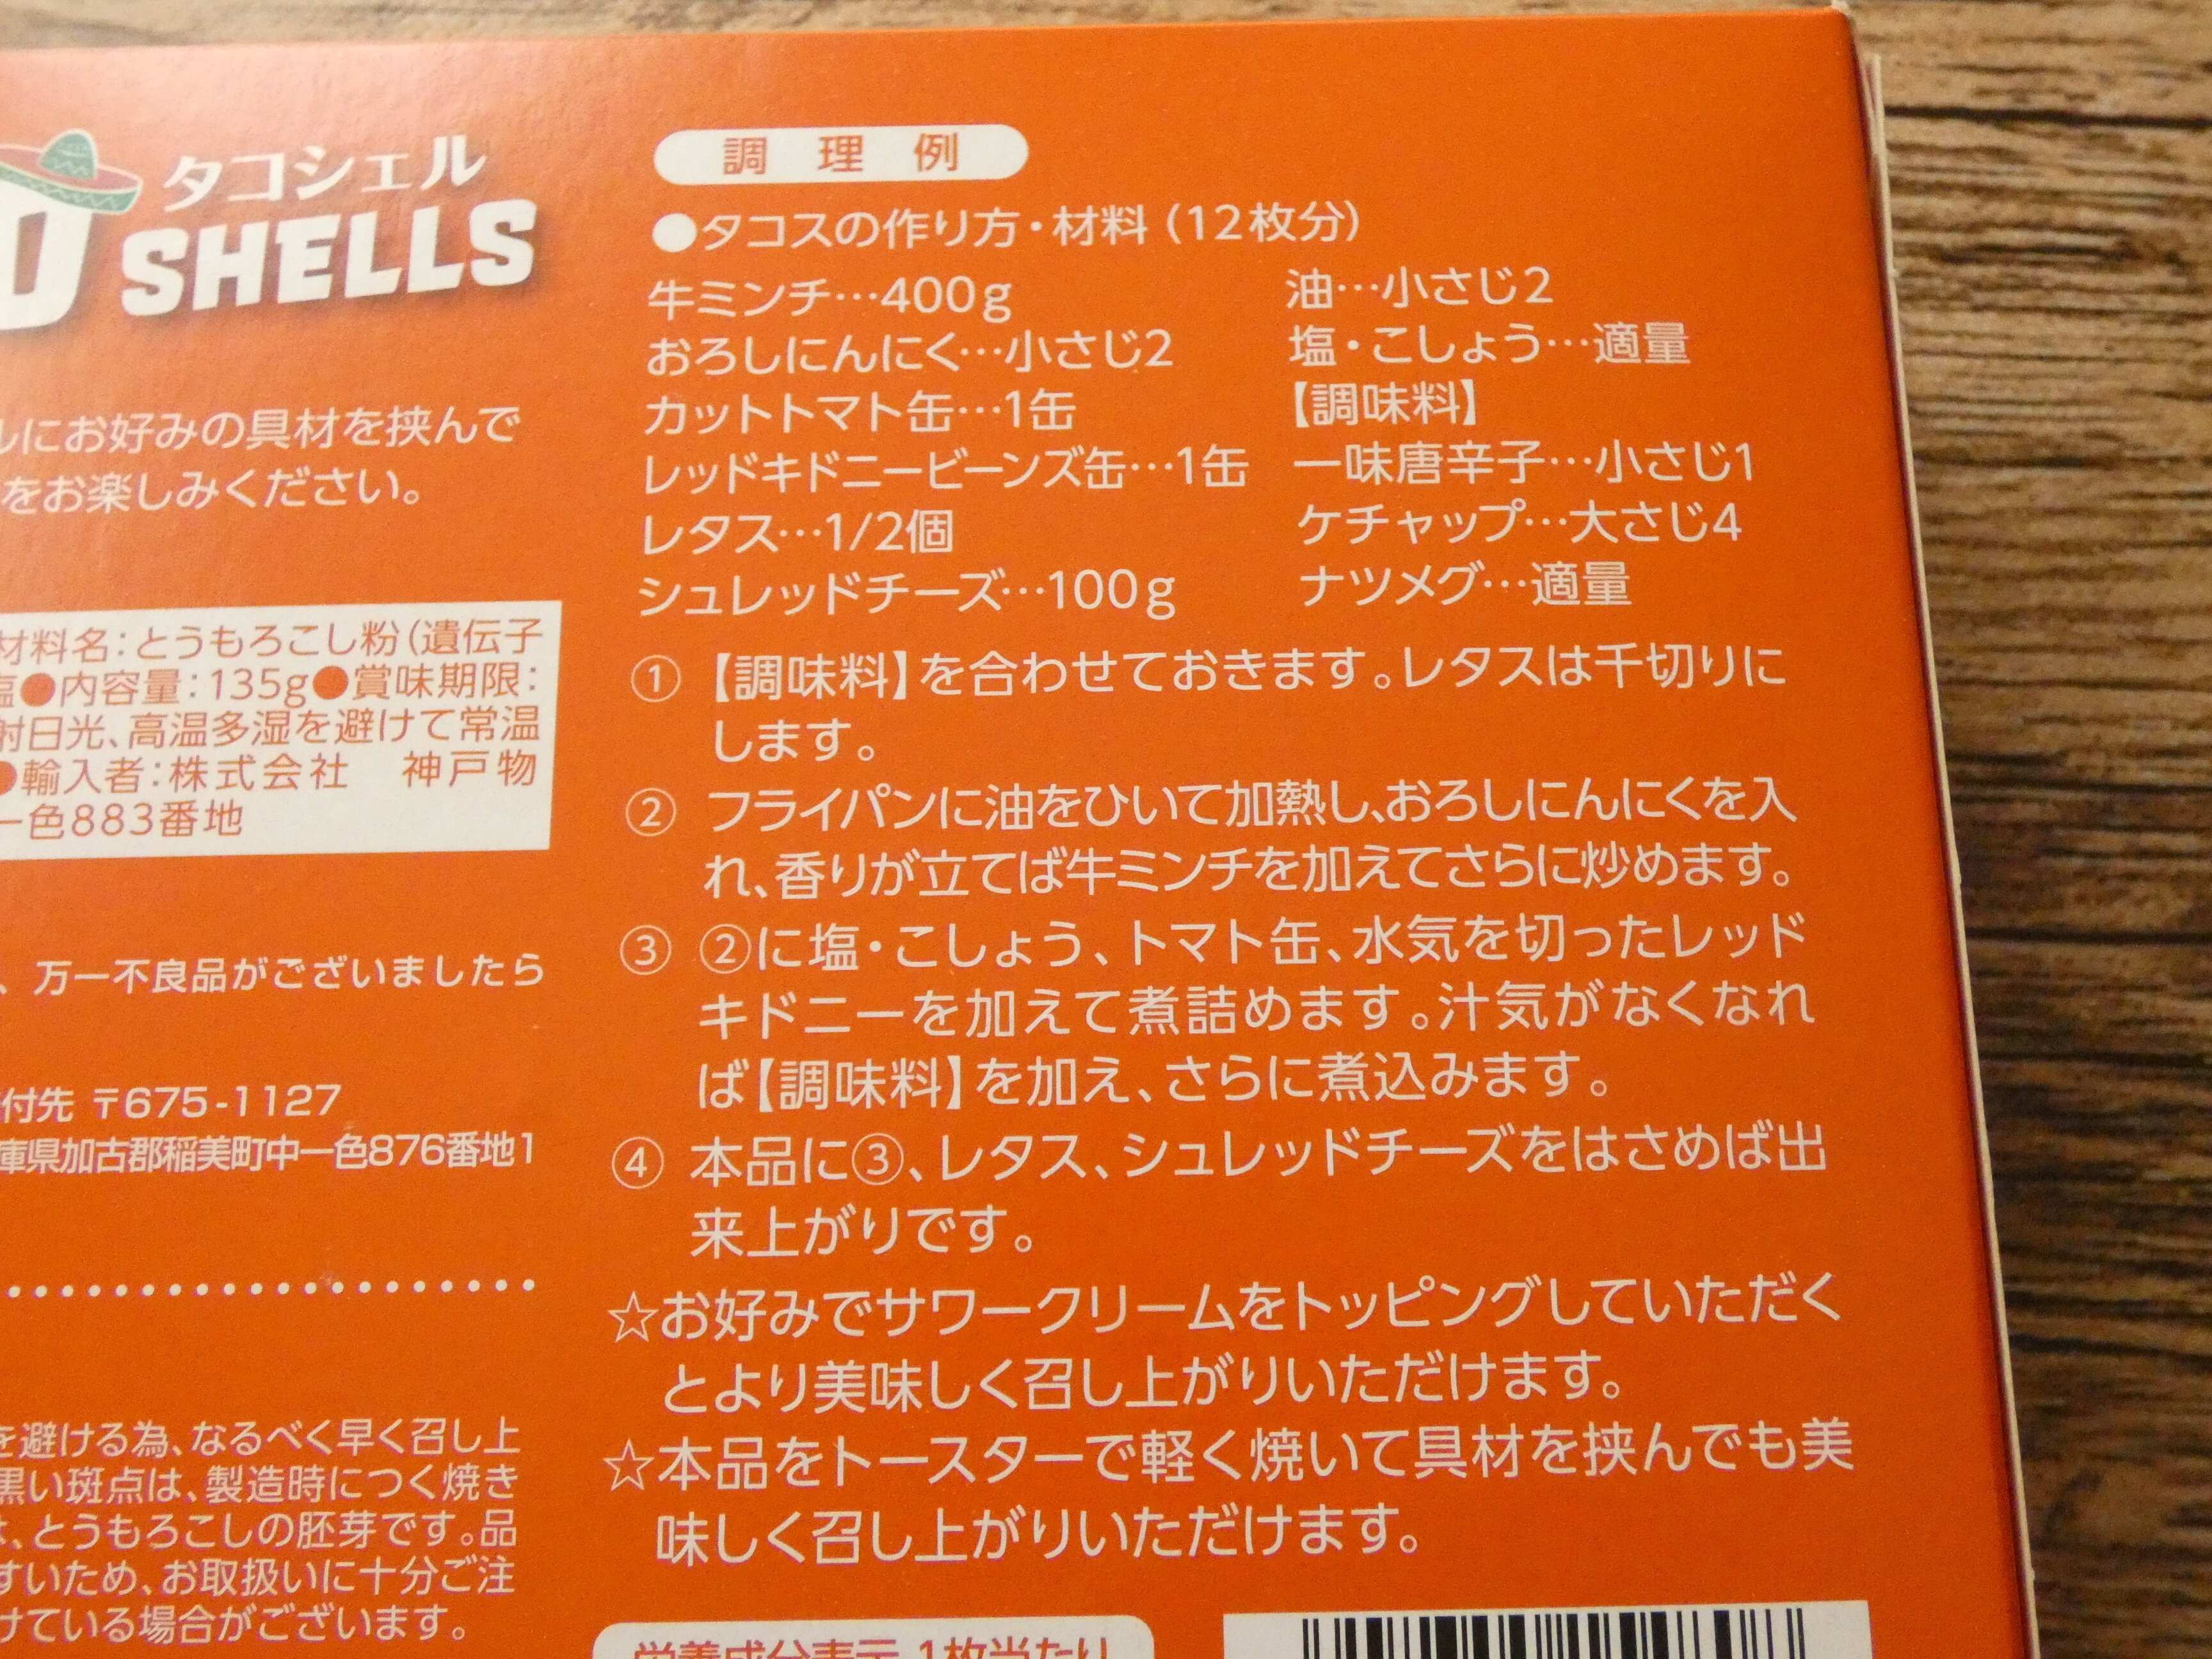 タコシェル
SHELLS
ルにお好みの具材を挟んで
をお楽しみください。
材料名：とうもろこし粉（遺伝子
塩●内容量：135g●賞味期限：
射日光、高温多湿を避けて常温
●輸入者：株式会社　神戸物
一色883番地
、万一不良品がございましたら
付先 〒675-1127
庫県加古郡稲美町中一色876番地1
を避ける為、なるべく早く召し上
黒い斑点は、製造時につく焼き
は、とうもろこしの胚芽です。品
すいため、お取扱いに十分ご注
けている場合がございます。
調理例
●タコスの作り方・材料（12枚分）
牛ミンチ…400g
おろしにんにく…小さじ2
カットトマト缶…1缶
レッドキドニービーンズ缶…1缶
レタス…1/2個
シュレッドチーズ…100g
油…小さじ2
塩・こしょう…適量
【調味料】
一味唐辛子…小さじ1
ケチャップ…大さじ4
ナツメグ…適量
① 【調味料】を合わせておきます。レタスは千切りに
します。
② フライパンに油をひいて加熱し、おろしにんにくを入
れ、香りが立てば牛ミンチを加えてさらに炒めます。
③ ②に塩・こしょう、トマト缶、水気を切ったレッド
キドニーを加えて煮詰めます。汁気がなくなれ
ば【調味料】を加え、さらに煮込みます。
④ 本品に③、レタス、シュレッドチーズをはさめば出
来上がりです。
☆お好みでサワークリームをトッピングしていただく
とより美味しく召し上がりいただけます。
☆本品をトースターで軽く焼いて具材を挟んでも美
味しく召し上がりいただけます。
栄養成分表示 1枚当たり